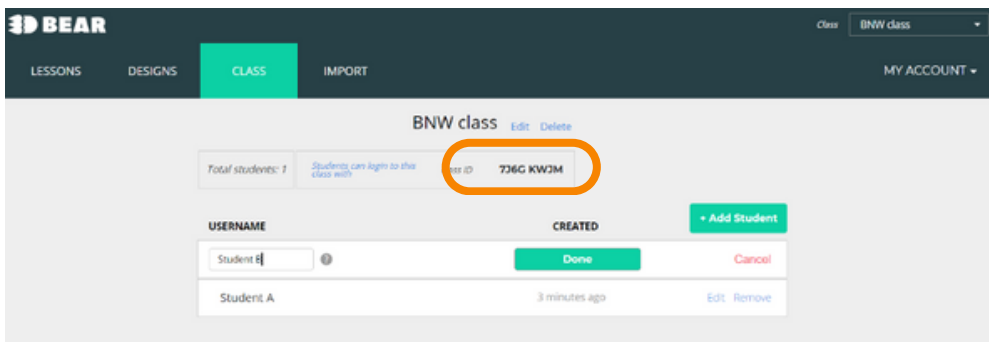 3D BEAR
Class BNW class
LESSONS DESIGNS CLASS IMPORT MY ACCOUNT
BNW class Edit Delete
Total students: 1 Students can login to this class with ass ID 7J6G KWJM
USERNAME CREATED + Add Student
Student B Done Cancel
Student A 3 minutes ago Edit Remove